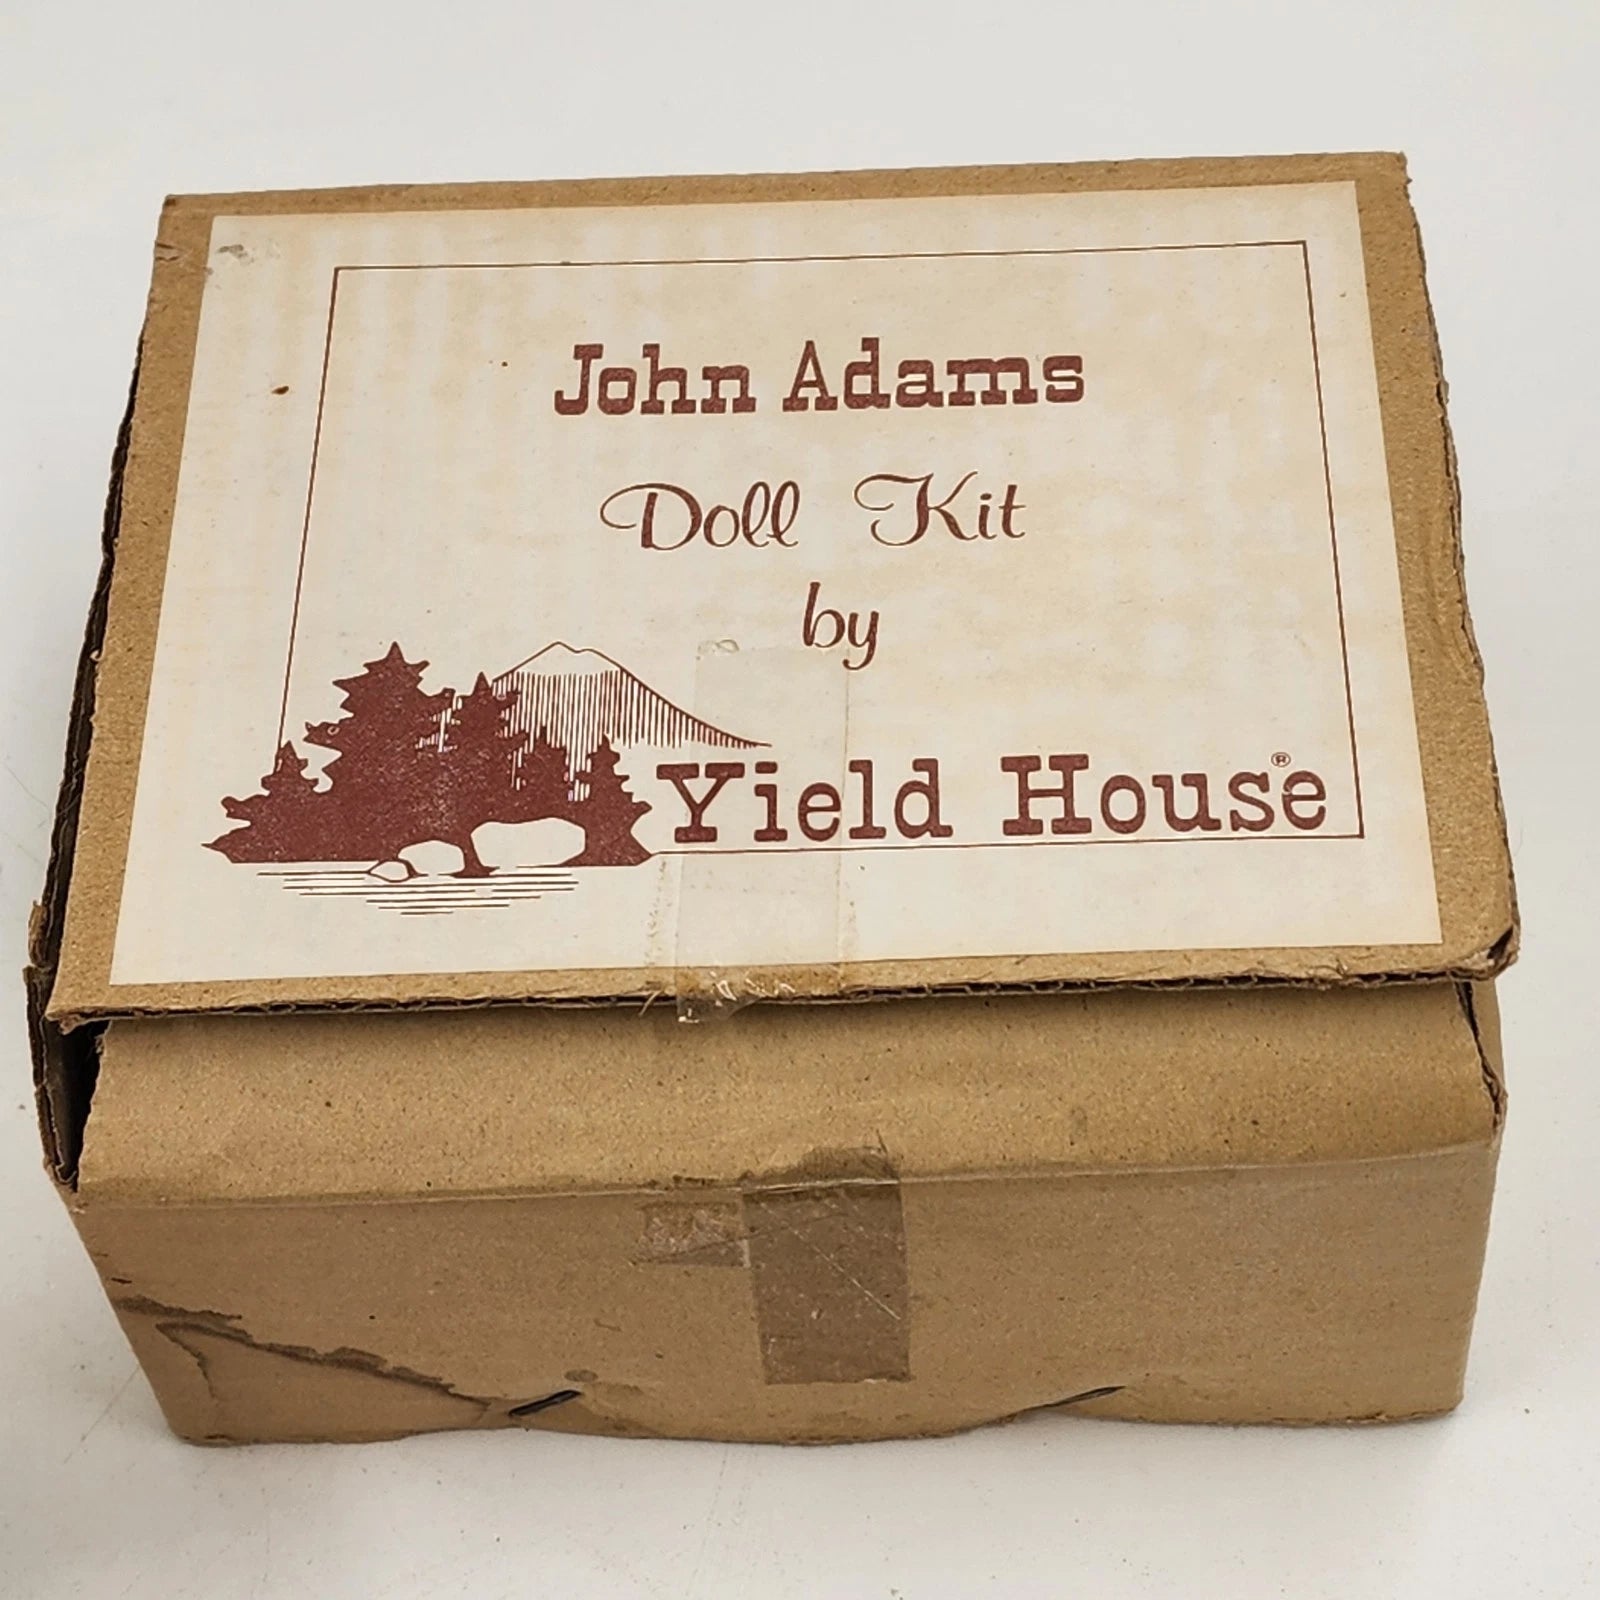 John Adams
Doll Kit
by
Yield House®